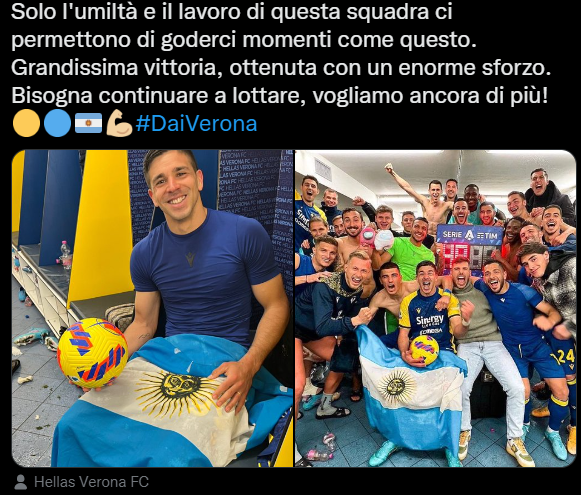 Solo l'umiltà e il lavoro di questa squadra ci
permettono di goderci momenti come questo.
Grandissima vittoria, ottenuta con un enorme sforzo.
Bisogna continuare a lottare, vogliamo ancora di più!
🟡🔵🇦🇷💪🏻#DaiVerona
HELLAS VERONA FC
SERIE A TIM
Sinergy
Sinergy
24
Hellas Verona FC